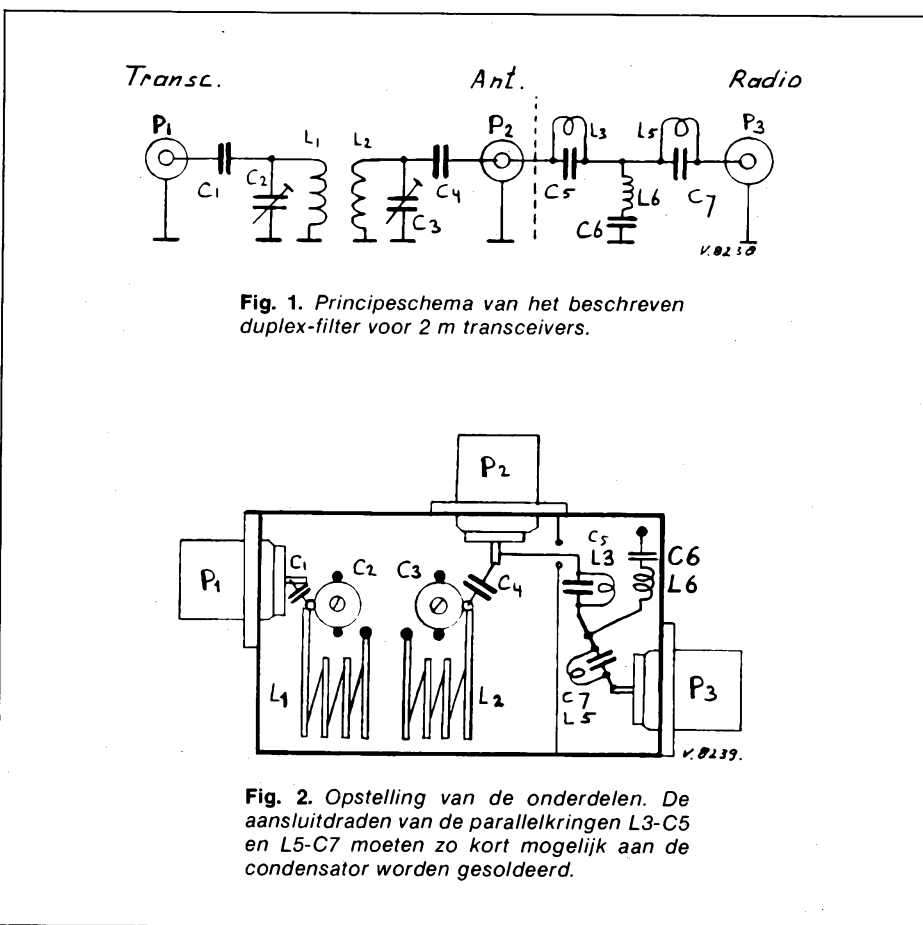 Transc. Ant. Radio
P1 L1 L2 P2 L3 L5 P3
C1 C2 C3 C4 C5 L6 C6 C7
V.8238
Fig. 1. Principeschema van het beschreven
duplex-filter voor 2 m transceivers.
P2
P1 C1 C2 C3 C4 C5 L3 C6 L6
L1 L2 C7 L5 P3
V.8239.
Fig. 2. Opstelling van de onderdelen. De
aansluitdraden van de parallelkringen L3-C5
en L5-C7 moeten zo kort mogelijk aan de
condensator worden gesoldeerd.